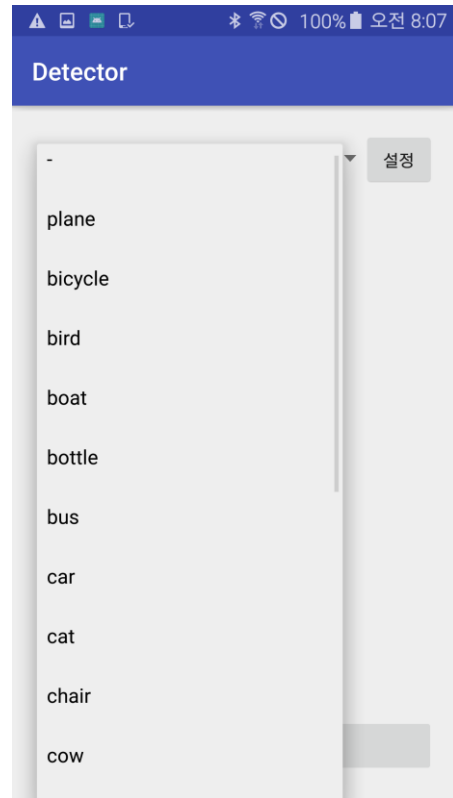 100% 오전 8:07
Detector
-
설정
plane
bicycle
bird
boat
bottle
bus
car
cat
chair
cow